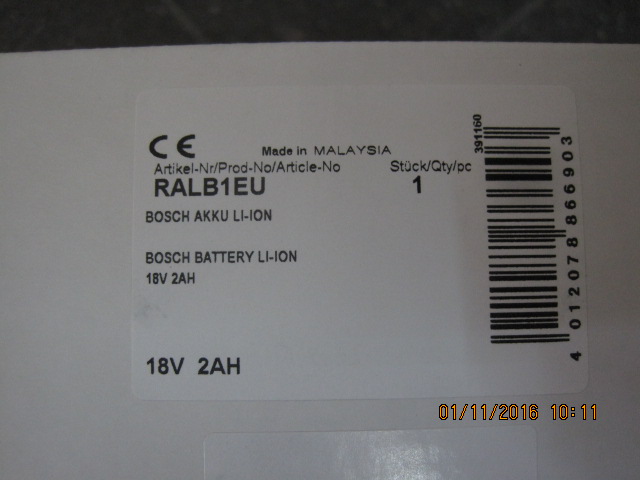 CE Made in MALAYSIA
Artikel-Nr/Prod-No/Article-No Stück/Qty/pc
RALB1EU 1
BOSCH AKKU LI-ION
BOSCH BATTERY LI-ION
18V 2AH
18V 2AH
391160
4 012078 866903
01/11/2016 10:11